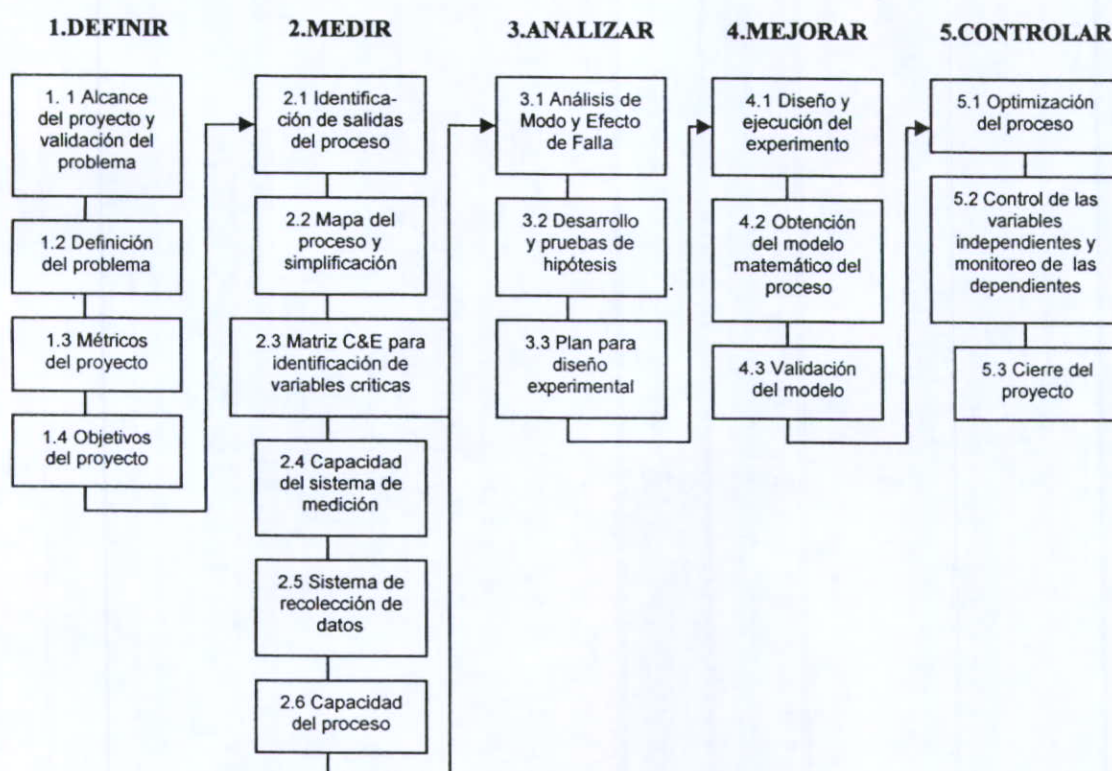 1.DEFINIR
2.MEDIR
3.ANALIZAR
4.MEJORAR
5.CONTROLAR
1. 1 Alcance
del proyecto y
validación del
problema
1.2 Definición
del problema
1.3 Métricos
del proyecto
1.4 Objetivos
del proyecto
2.1 Identifica-
ción de salidas
del proceso
2.2 Mapa del
proceso y
simplificación
2.3 Matriz C&E para
identificación de
variables criticas
2.4 Capacidad
del sistema de
medición
2.5 Sistema de
recolección de
datos
2.6 Capacidad
del proceso
3.1 Análisis de
Modo y Efecto
de Falla
3.2 Desarrollo
y pruebas de
hipótesis
3.3 Plan para
diseño
experimental
4.1 Diseño y
ejecución del
experimento
4.2 Obtención
del modelo
matemático del
proceso
4.3 Validación
del modelo
5.1 Optimización
del proceso
5.2 Control de las
variables
independientes y
monitoreo de las
dependientes
5.3 Cierre del
proyecto